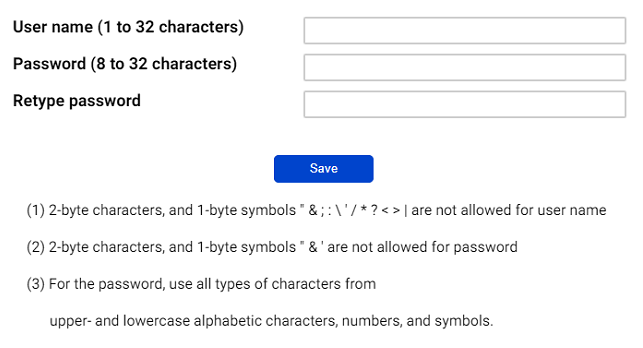 User name (1 to 32 characters)
Password (8 to 32 characters)
Retype password
Save
(1) 2-byte characters, and 1-byte symbols " & ; : \ ' / * ? < > | are not allowed for user name
(2) 2-byte characters, and 1-byte symbols " & ' are not allowed for password
(3) For the password, use all types of characters from
upper- and lowercase alphabetic characters, numbers, and symbols.